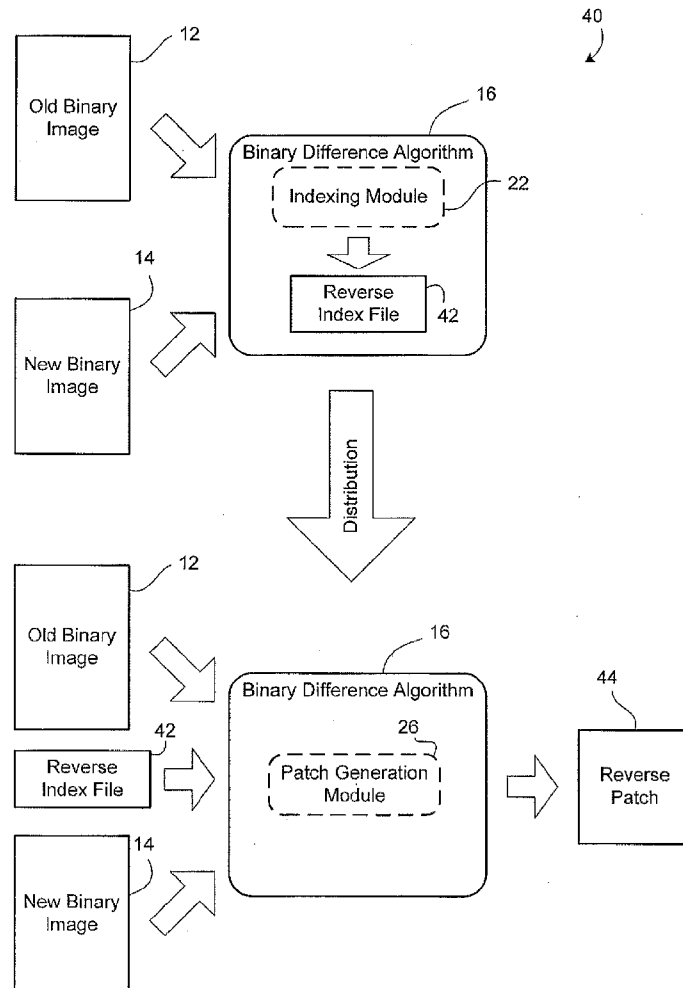 40
12
Old Binary
Image
16
Binary Difference Algorithm
Indexing Module
22
14
Reverse
Index File
42
New Binary
Image
Distribution
12
Old Binary
Image
16
Binary Difference Algorithm
44
42
26
Reverse
Index File
Patch Generation
Module
Reverse
Patch
14
New Binary
Image